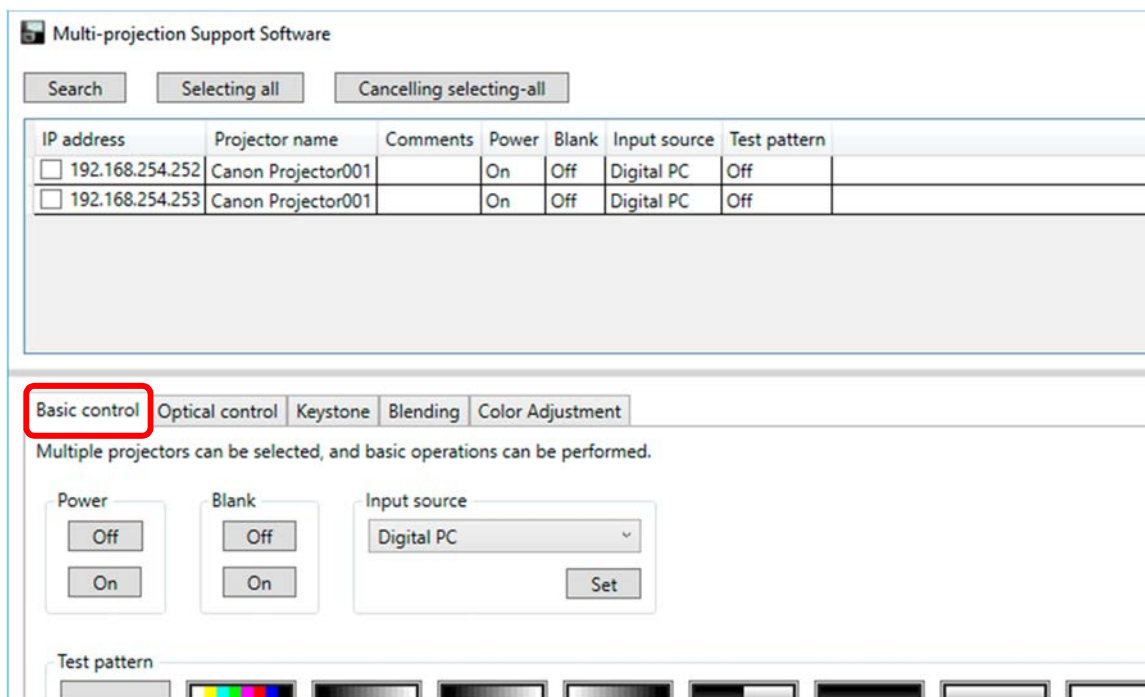 Multi-projection Support Software
Search Selecting all Cancelling selecting-all
IP address Projector name Comments Power Blank Input source Test pattern
192.168.254.252 Canon Projector001 On Off Digital PC Off
192.168.254.253 Canon Projector001 On Off Digital PC Off
Basic control Optical control Keystone Blending Color Adjustment
Multiple projectors can be selected, and basic operations can be performed.
Power Blank Input source
Off Off Digital PC
On On Set
Test pattern